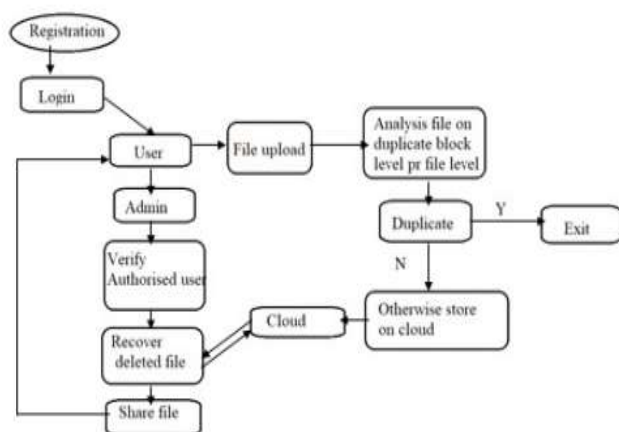 Registration
Login
User
File upload
Analysis file on
duplicate block
level pr file level
Admin
Duplicate
Y
Exit
N
Verify
Authorised user
Otherwise store
on cloud
Cloud
Recover
deleted file
Share file